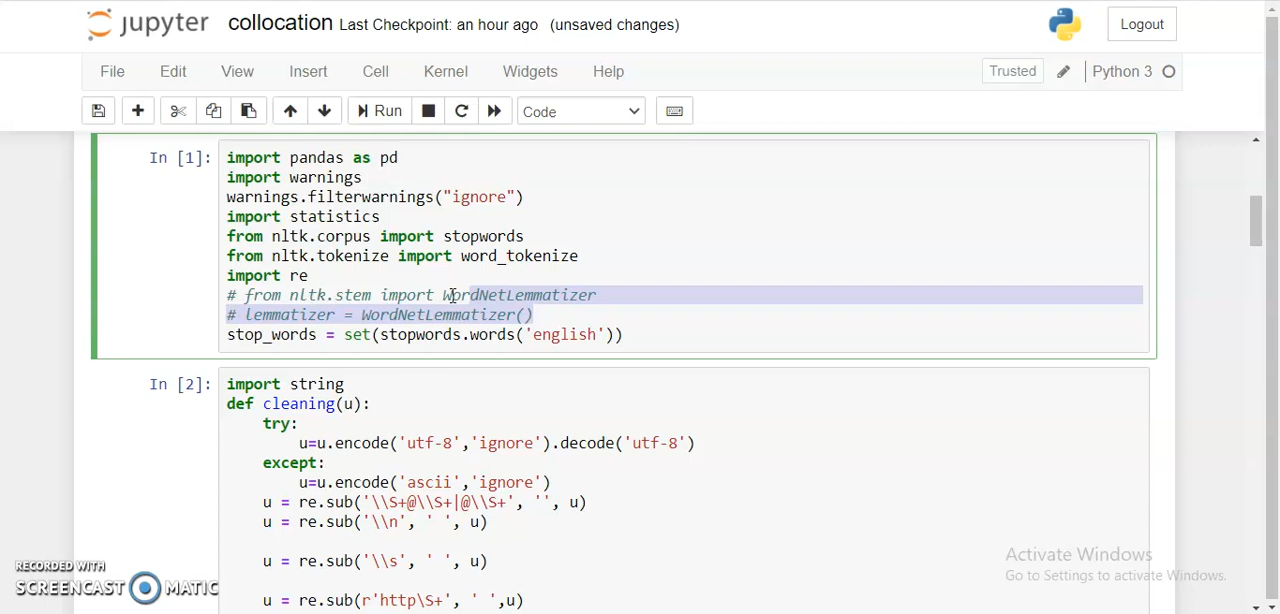 jupyter collocation Last Checkpoint: an hour ago (unsaved changes) Logout
File Edit View Insert Cell Kernel Widgets Help Trusted Python 3
Run Code
In [1]: import pandas as pd
import warnings
warnings.filterwarnings("ignore")
import statistics
from nltk.corpus import stopwords
from nltk.tokenize import word_tokenize
import re
# from nltk.stem import WordNetLemmatizer
# lemmatizer = WordNetLemmatizer()
stop_words = set(stopwords.words('english'))
In [2]: import string
def cleaning(u):
try:
u=u.encode('utf-8','ignore').decode('utf-8')
except:
u=u.encode('ascii','ignore')
u = re.sub('\\S+@\\S+|@\\S+', '', u)
u = re.sub('\\n', ' ', u)
u = re.sub('\\s', ' ', u)
u = re.sub(r'http\S+', ' ',u)
Activate Windows
Go to Settings to activate Windows.
RECORDED WITH
SCREENCAST MATIC